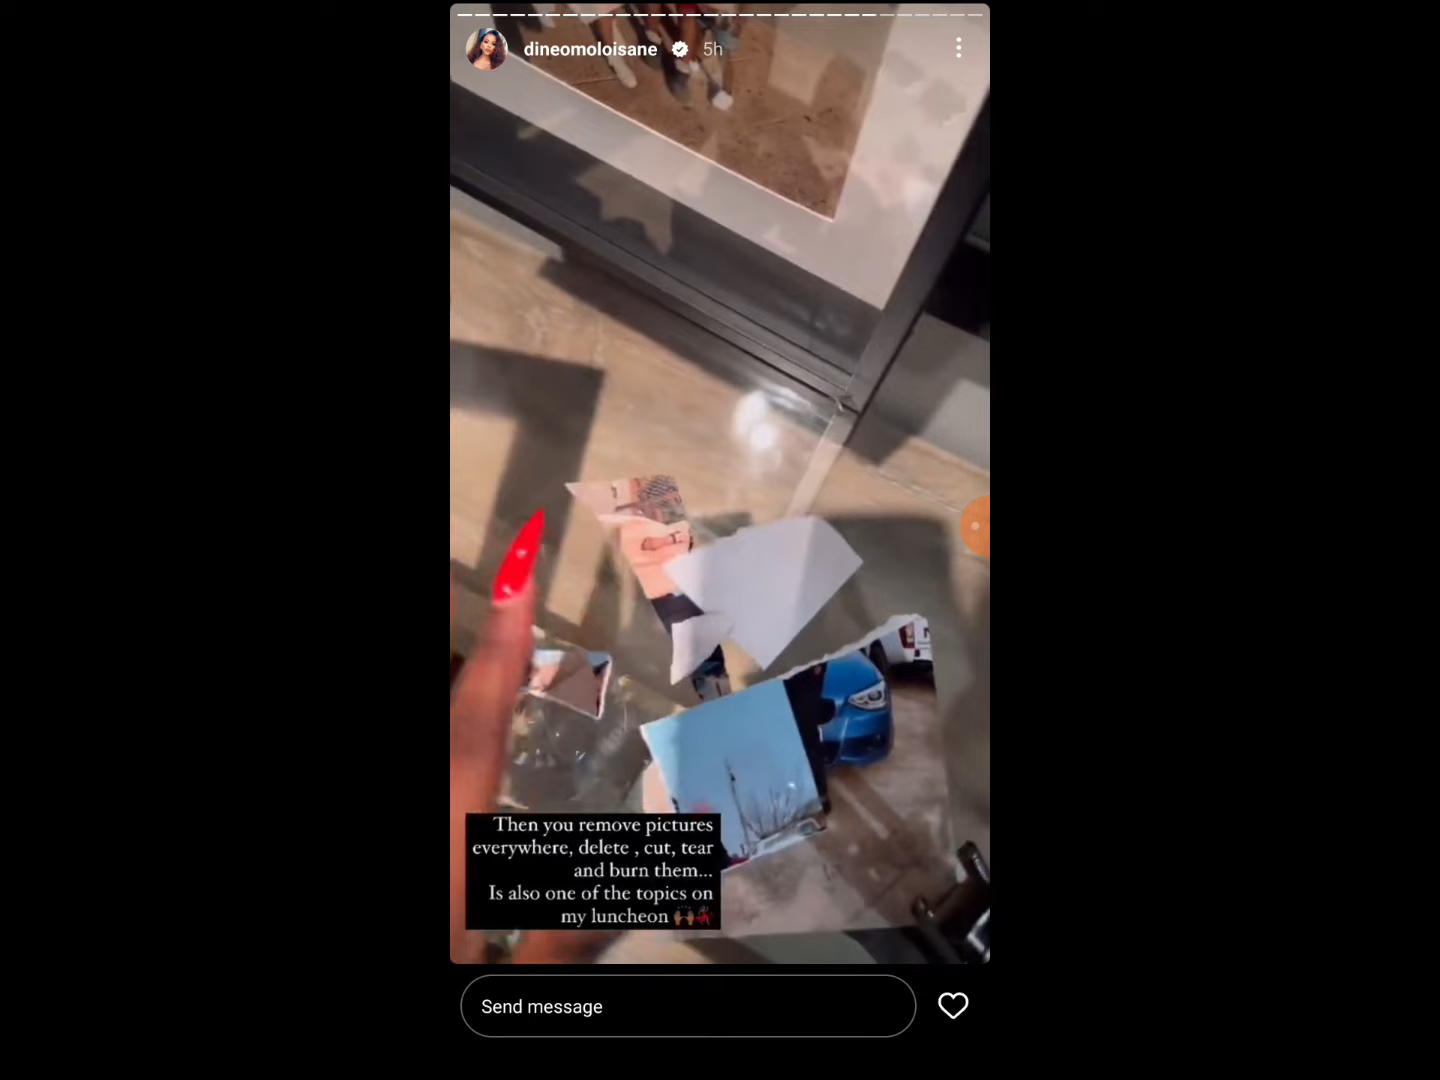 dineomoloisane 5h
Then you remove pictures
everywhere, delete , cut, tear
and burn them...
Is also one of the topics on
my luncheon 🙌🏾💃🏾
Send message